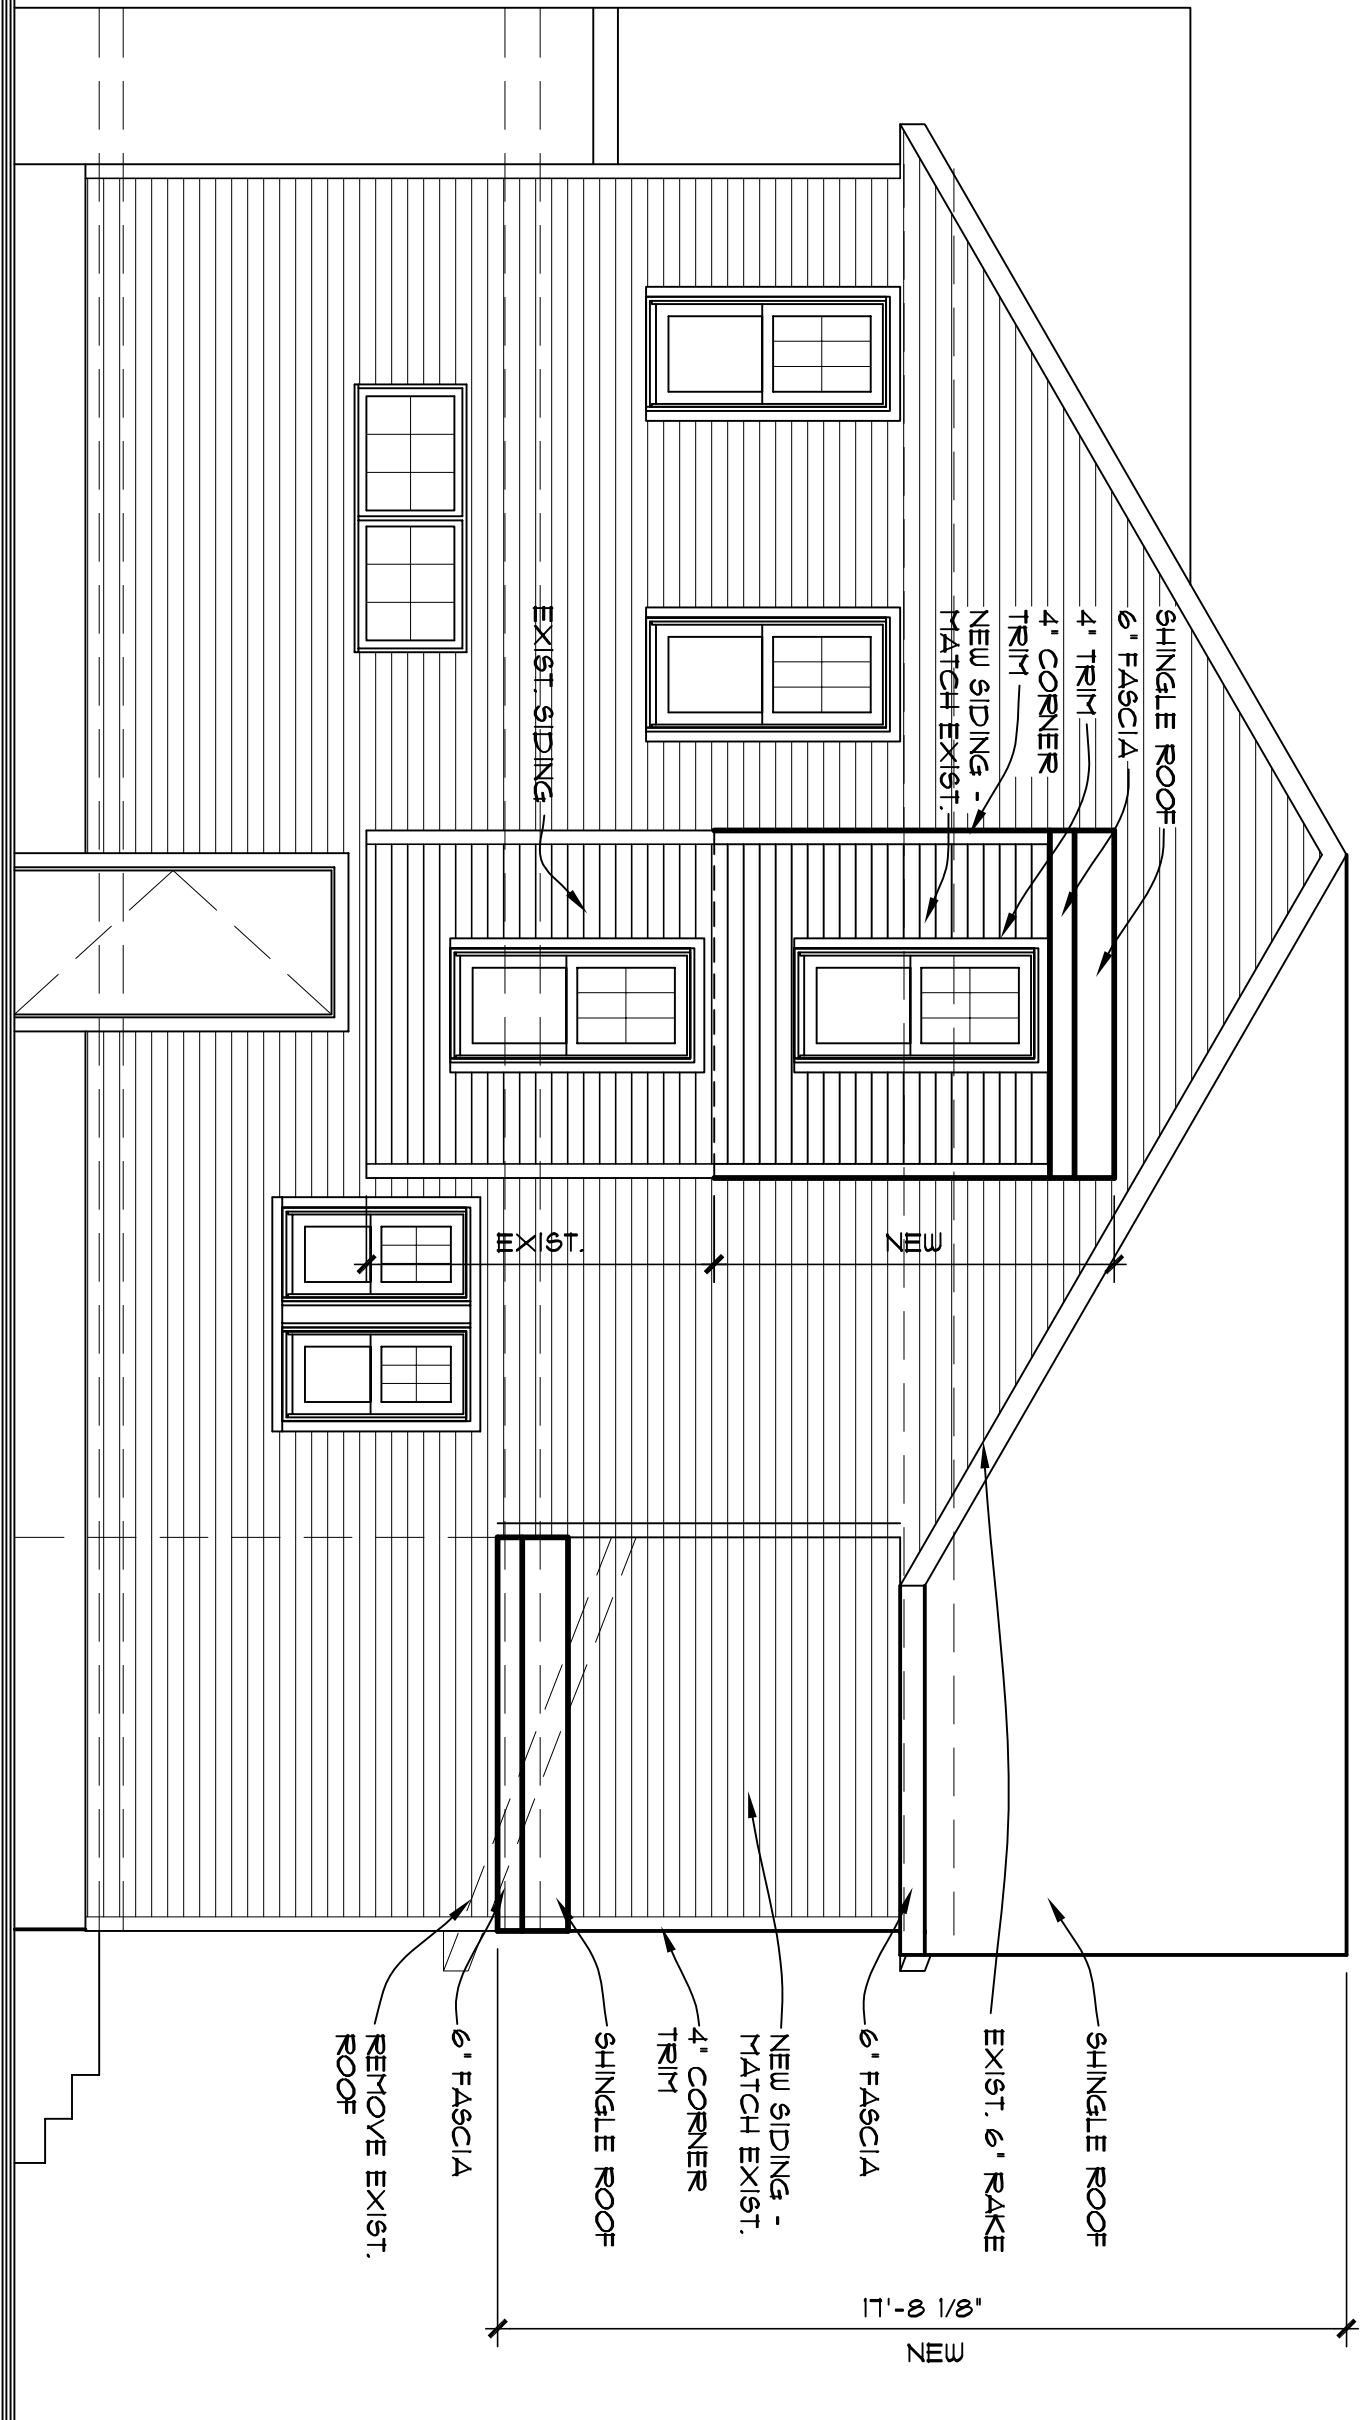 SHINGLE ROOF
6" FASCIA
4" TRIM
4" CORNER
TRIM
NEW SIDING -
MATCH EXIST.
EXIST. SIDING
NEW
EXIST.
SHINGLE ROOF
EXIST. 6" RAKE
6" FASCIA
NEW SIDING -
MATCH EXIST.
4" CORNER
TRIM
SHINGLE ROOF
6" FASCIA
REMOVE EXIST.
ROOF
17'-8 1/8"
NEW